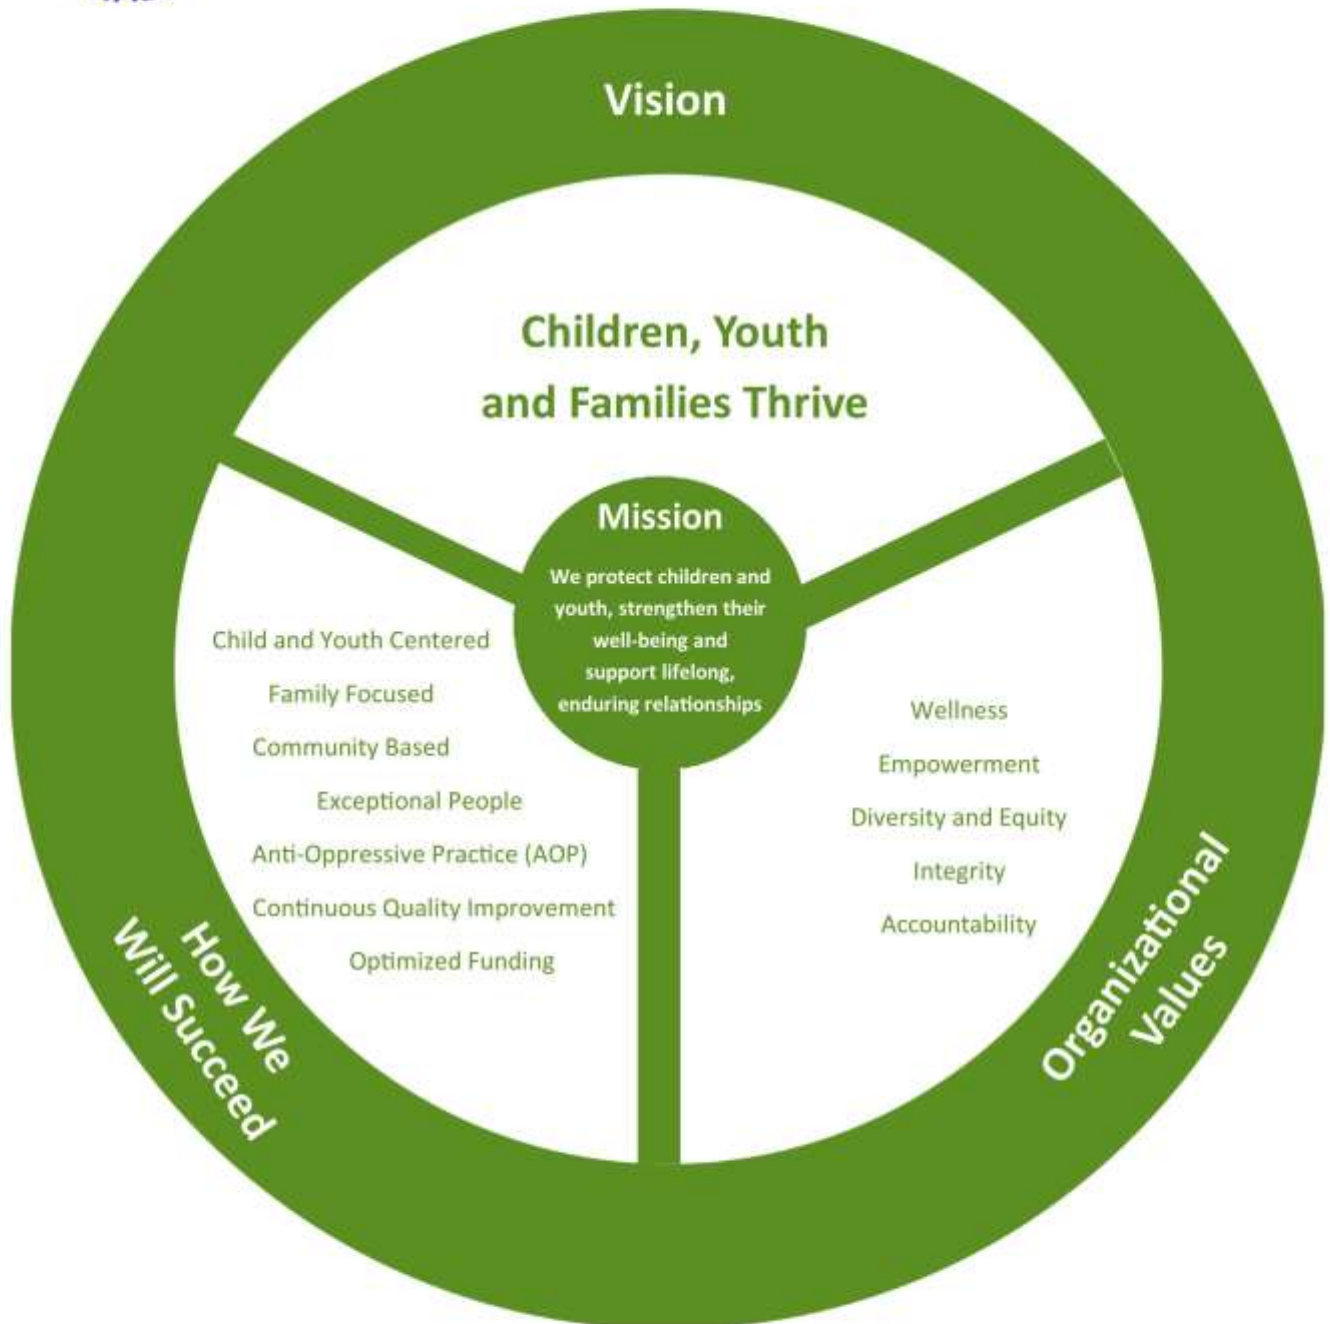 Vision
Children, Youth
and Families Thrive
Mission
We protect children and
youth, strengthen their
well-being and
support lifelong,
enduring relationships
Child and Youth Centered
Family Focused
Community Based
Exceptional People
Anti-Oppressive Practice (AOP)
Continuous Quality Improvement
Optimized Funding
How We
Will Succeed
Wellness
Empowerment
Diversity and Equity
Integrity
Accountability
Organizational
Values